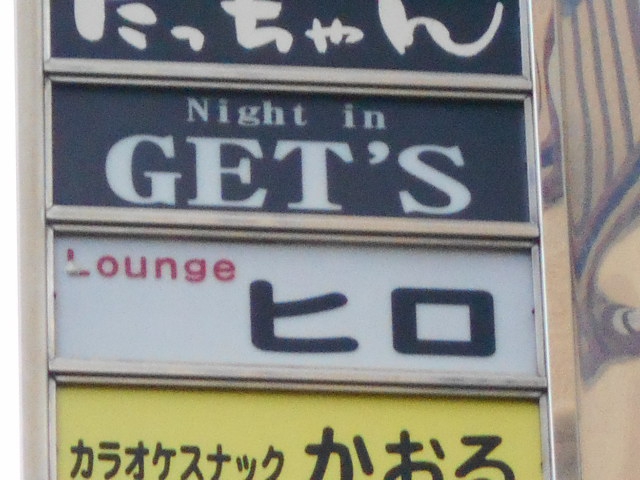 たっちゃん
Night in
GET'S
Lounge
ヒロ
カラオケスナック かおる